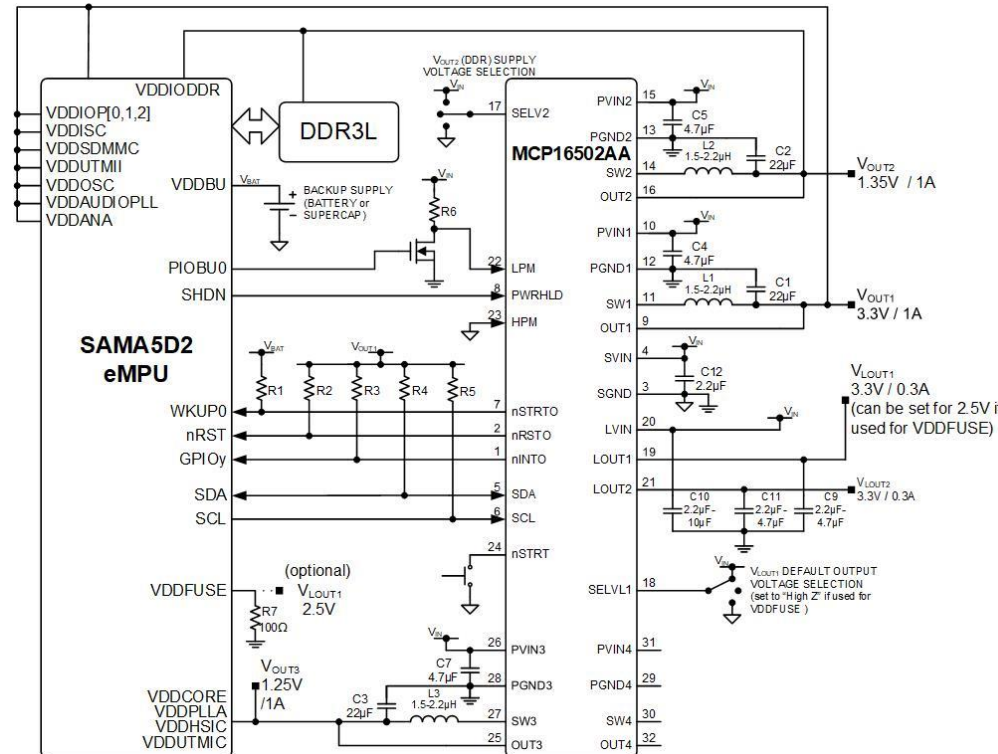 VOUT2 (DDR) SUPPLY
VOLTAGE SELECTION
VIN
17
SELV2
VDDIODDR
VDDIOP[0,1,2]
VDDISC
VDDSDMMC
VDDUTMII
VDDOSC
VDDAUDIOPLL
VDDANA
DDR3L
VDDBU
VBAT
+
–
BACKUP SUPPLY
(BATTERY or
SUPERCAP)
VIN
R6
PIOBU0
22
LPM
SHDN
8
PWRHLD
23
HPM
SAMA5D2
eMPU
VBAT
VOUT1
R1
R2
R3
R4
R5
WKUP0
7
nSTRTO
nRST
2
nRSTO
GPIOy
1
nINTO
SDA
5
SDA
SCL
6
SCL
24
nSTRT
VDDFUSE
(optional)
VLOUT1
2.5V
R7
100Ω
VIN
26
PVIN3
C7
4.7µF
28
PGND3
VOUT3
1.25V
/1A
C3
22µF
L3
1.5-2.2µH
27
SW3
25
OUT3
VDDCORE
VDDPLLA
VDDHSIC
VDDUTMIC
MCP16502AA
PVIN2
15
VIN
C5
4.7µF
PGND2
13
L2
1.5-2.2µH
C2
22µF
SW2
14
OUT2
16
VOUT2
1.35V / 1A
PVIN1
10
VIN
C4
4.7µF
PGND1
12
L1
1.5-2.2µH
C1
22µF
SW1
11
OUT1
9
VOUT1
3.3V / 1A
SVIN
4
VIN
C12
2.2µF
SGND
3
VLOUT1
3.3V / 0.3A
(can be set for 2.5V i
used for VDDFUSE)
LVIN
20
VIN
LOUT1
19
LOUT2
21
VLOUT2
3.3V / 0.3A
C10
2.2µF-
10µF
C11
2.2µF-
4.7µF
C9
2.2µF-
4.7µF
SELVL1
18
VIN
VLOUT1 DEFAULT OUTPUT
VOLTAGE SELECTION
(set to "High Z" if used for
VDDFUSE )
PVIN4
31
PGND4
29
SW4
30
OUT4
32